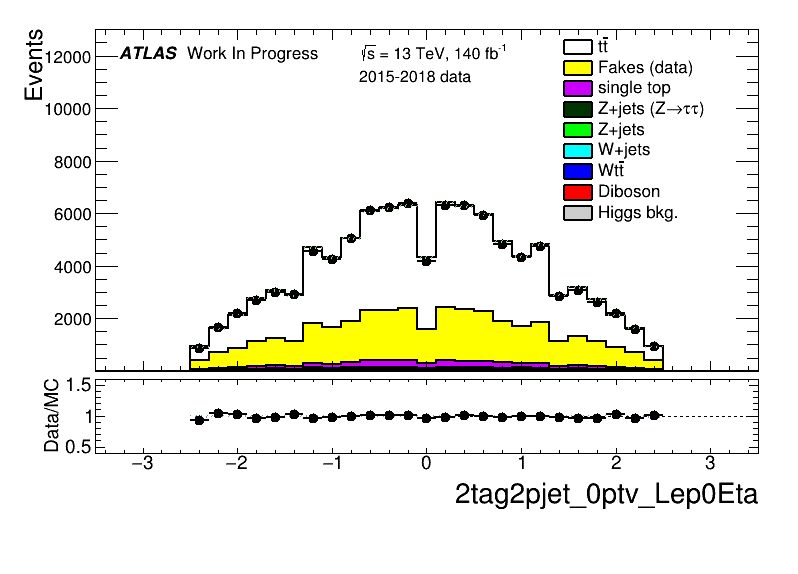 Events
12000
10000
8000
6000
4000
2000
ATLAS Work In Progress
√s = 13 TeV, 140 fb⁻¹
2015-2018 data
tt̄
Fakes (data)
single top
Z+jets (Z→ττ)
Z+jets
W+jets
Wtt̄
Diboson
Higgs bkg.
Data/MC
1.5
1
0.5
−3 −2 −1 0 1 2 3
2tag2pjet_0ptv_Lep0Eta